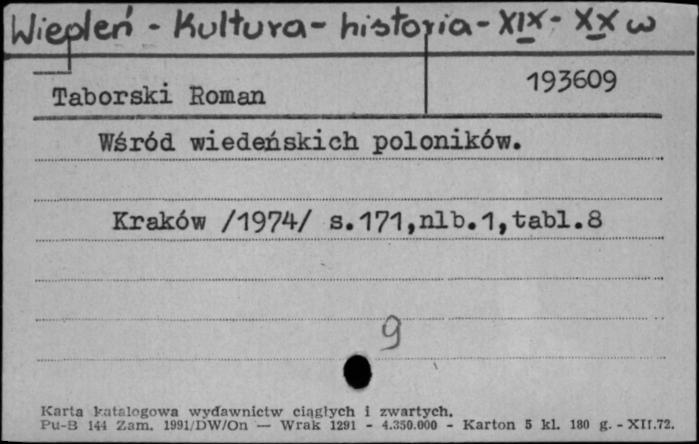 Wiedeń - kultura - historia - XIX - XX w
193609
Taborski Roman
Wśród wiedeńskich poloników.
Kraków /1974/ s.171,nlb.1,tabl.8
9
Karta katalogowa wydawnictw ciągłych i zwartych.
Pu-B 144 Zam. 1991/DW/On — Wrak 1291 - 4.350.000 - Karton 5 kl. 180 g. - XII.72.